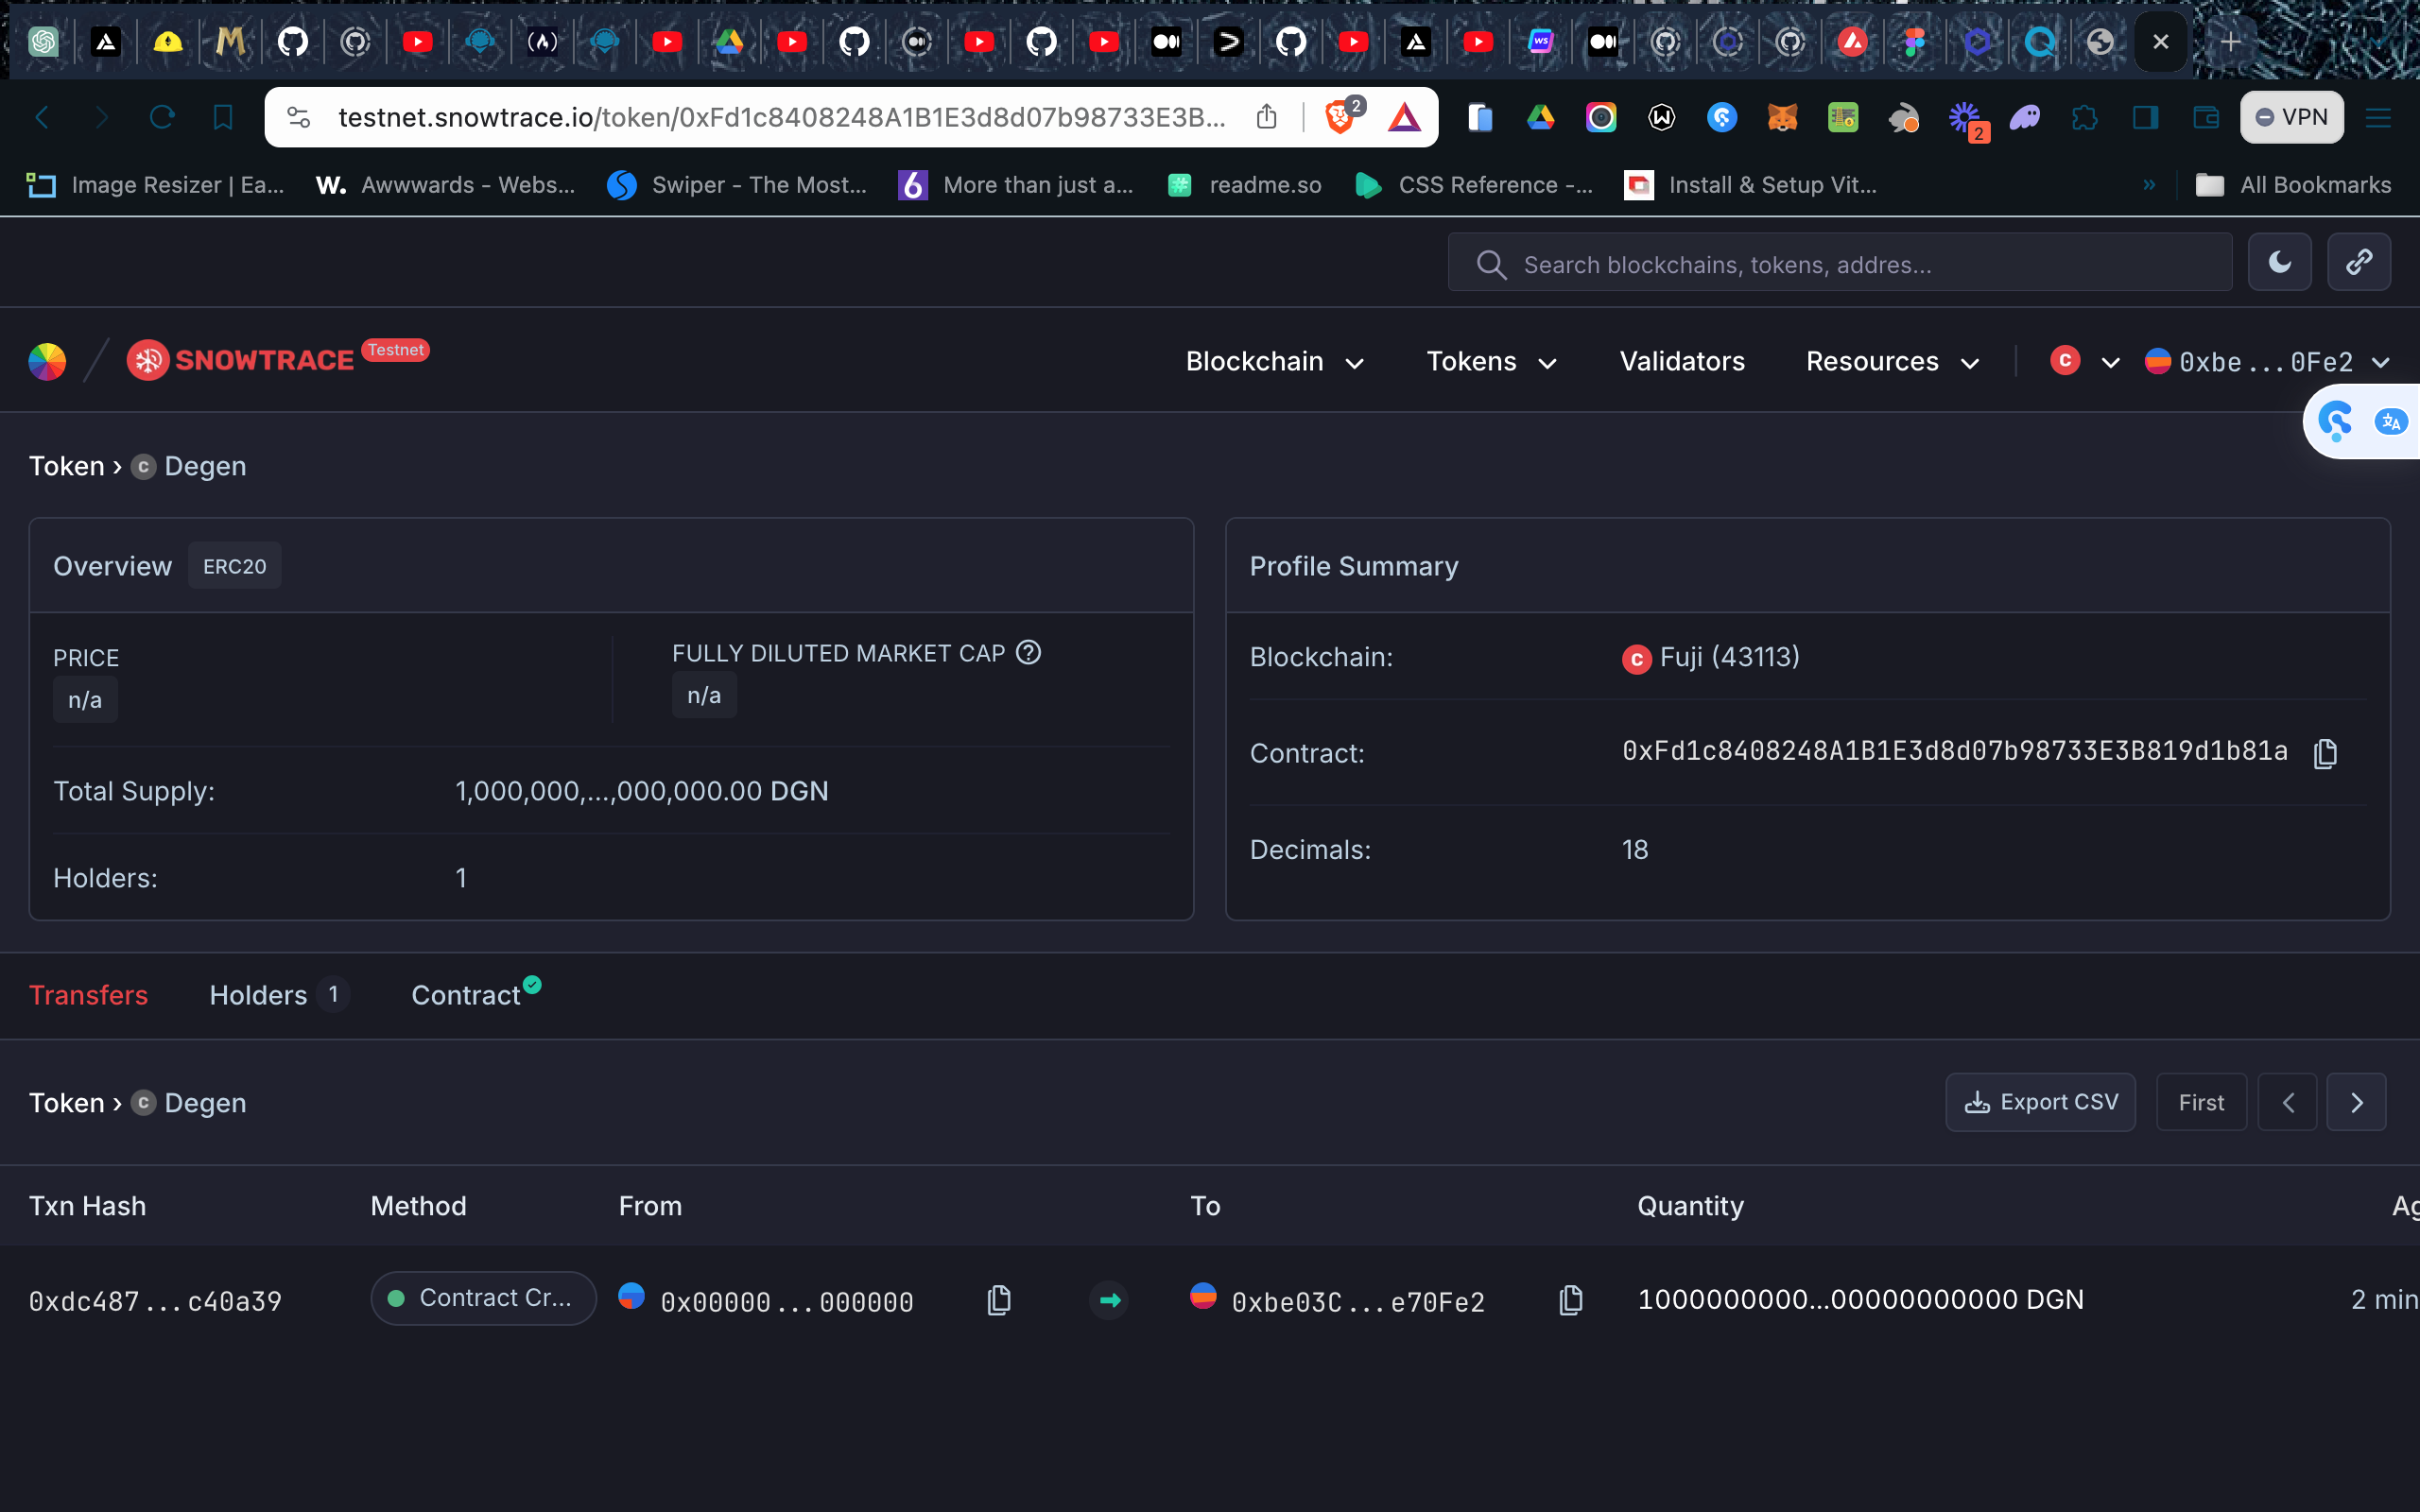 2
testnet.snowtrace.io/token/0xFd1c8408248A1B1E3d8d07b98733E3B...
2
VPN
Image Resizer | Ea...
W. Awwwards - Webs...
Swiper - The Most...
6 More than just a...
readme.so
CSS Reference -...
Install & Setup Vit...
»
All Bookmarks
Search blockchains, tokens, addres...
SNOWTRACE Testnet
Blockchain
Tokens
Validators
Resources
C
0xbe...0Fe2
Token › C Degen
Overview ERC20
PRICE
n/a
FULLY DILUTED MARKET CAP
n/a
Total Supply: 1,000,000,...,000,000.00 DGN
Holders: 1
Profile Summary
Blockchain: C Fuji (43113)
Contract: 0xFd1c8408248A1B1E3d8d07b98733E3B819d1b81a
Decimals: 18
Transfers
Holders 1
Contract
Token › C Degen
Export CSV
First
Txn Hash Method From To Quantity Ag
0xdc487...c40a39 Contract Cr... 0x00000...000000 0xbe03C...e70Fe2 1000000000...00000000000 DGN 2 min